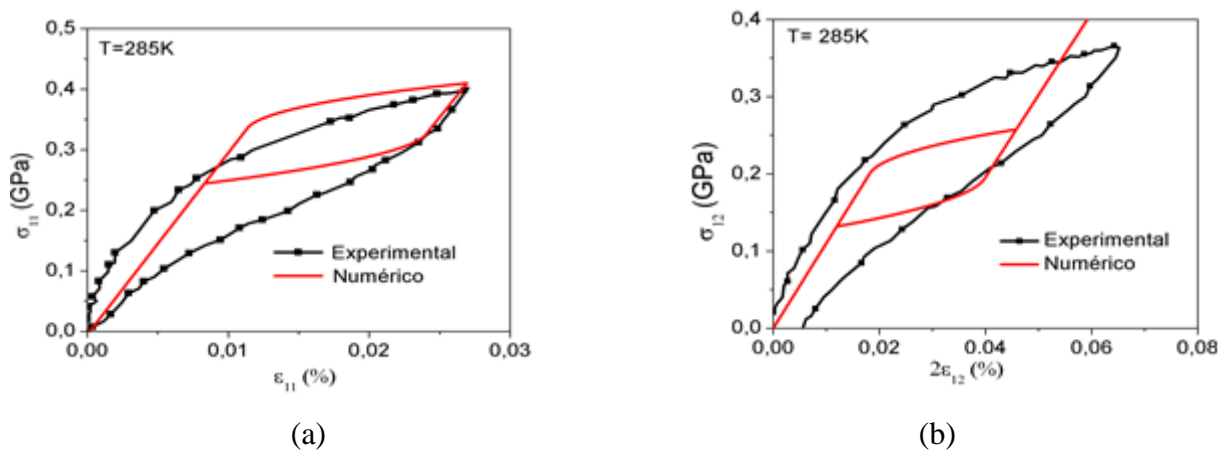 T=285K
0,5
0,4
0,3
0,2
0,1
0,0
σ₁₁ (GPa)
Experimental
Numérico
0,00 0,01 0,02 0,03
ε₁₁ (%)
(a)
T= 285K
0,4
0,3
0,2
0,1
0,0
σ₁₂ (GPa)
Experimental
Numérico
0,00 0,02 0,04 0,06 0,08
2ε₁₂ (%)
(b)